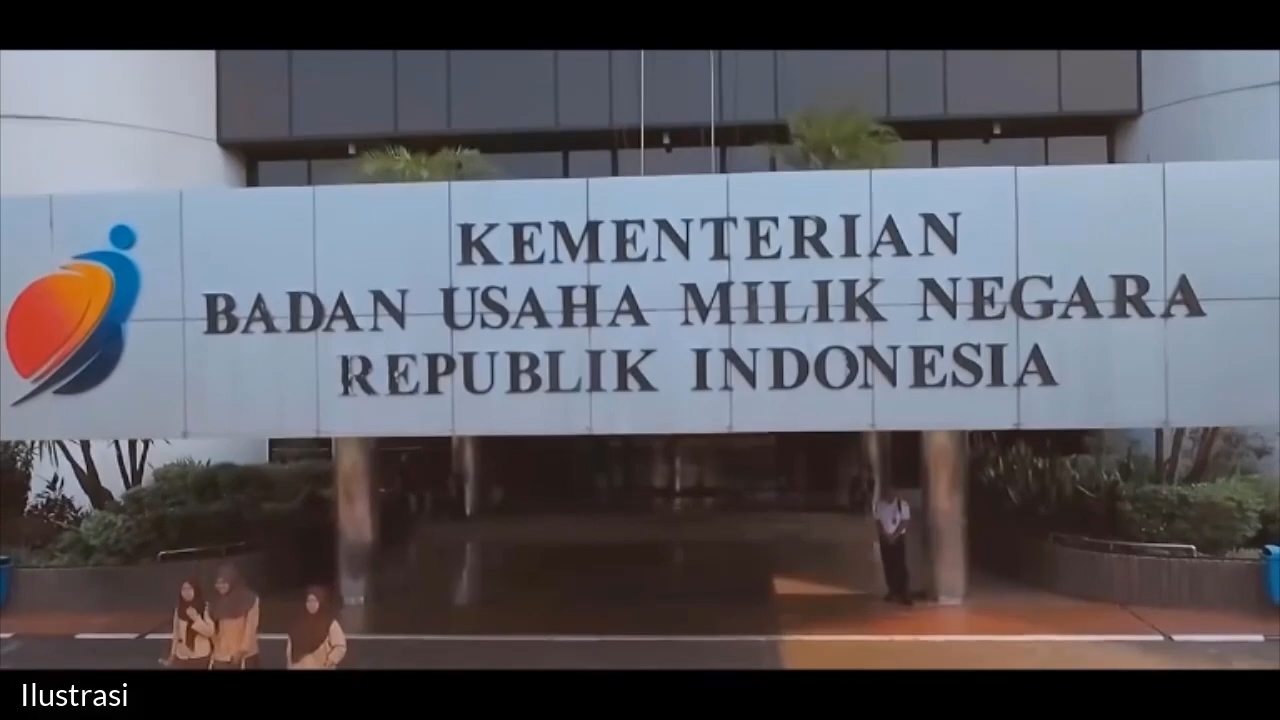 KEMENTERIAN
BADAN USAHA MILIK NEGARA
REPUBLIK INDONESIA
Ilustrasi